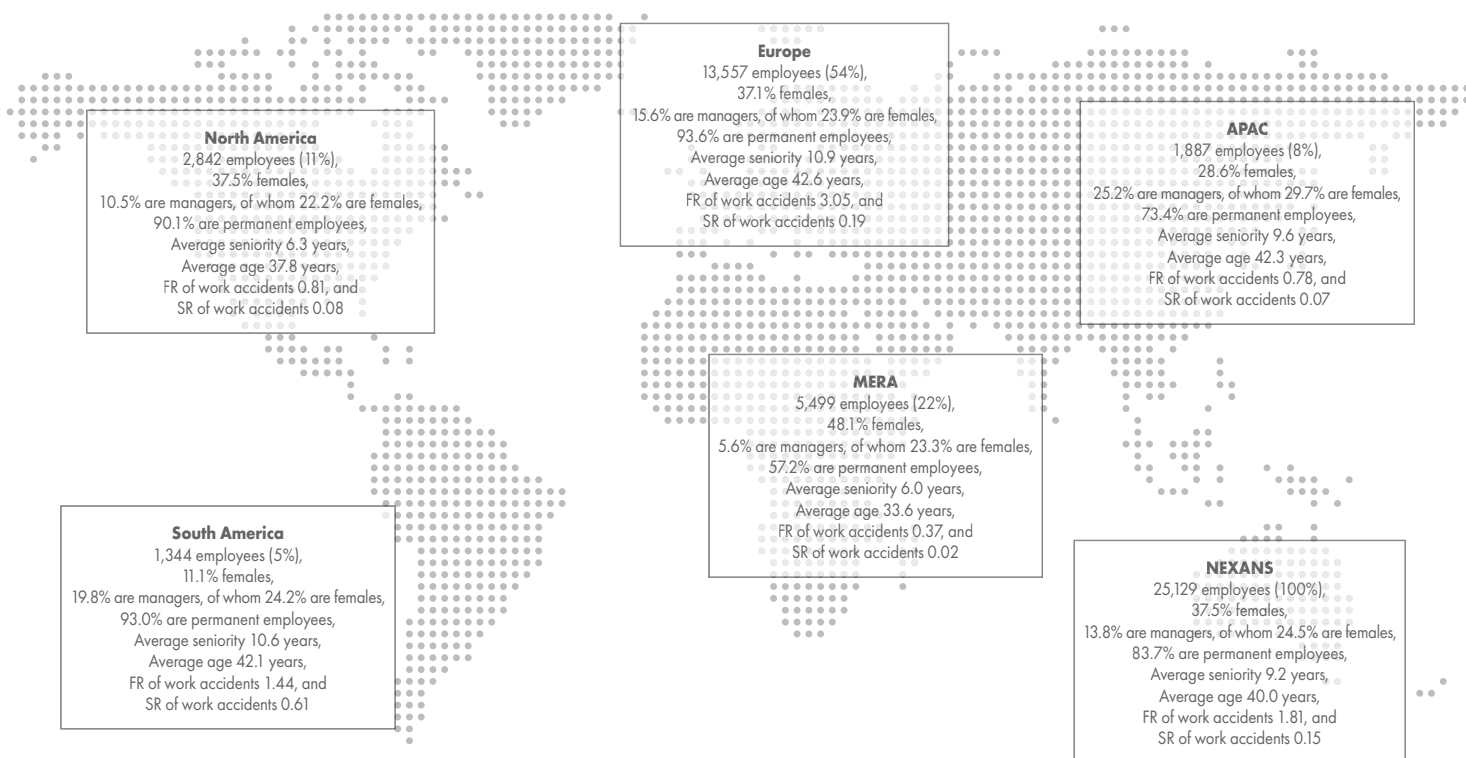 Europe
13,557 employees (54%),
37.1% females,
15.6% are managers, of whom 23.9% are females,
93.6% are permanent employees,
Average seniority 10.9 years,
Average age 42.6 years,
FR of work accidents 3.05, and
SR of work accidents 0.19
North America
2,842 employees (11%),
37.5% females,
10.5% are managers, of whom 22.2% are females,
90.1% are permanent employees,
Average seniority 6.3 years,
Average age 37.8 years,
FR of work accidents 0.81, and
SR of work accidents 0.08
APAC
1,887 employees (8%),
28.6% females,
25.2% are managers, of whom 29.7% are females,
73.4% are permanent employees,
Average seniority 9.6 years,
Average age 42.3 years,
FR of work accidents 0.78, and
SR of work accidents 0.07
MERA
5,499 employees (22%),
48.1% females,
5.6% are managers, of whom 23.3% are females,
57.2% are permanent employees,
Average seniority 6.0 years,
Average age 33.6 years,
FR of work accidents 0.37, and
SR of work accidents 0.02
South America
1,344 employees (5%),
11.1% females,
19.8% are managers, of whom 24.2% are females,
93.0% are permanent employees,
Average seniority 10.6 years,
Average age 42.1 years,
FR of work accidents 1.44, and
SR of work accidents 0.61
NEXANS
25,129 employees (100%),
37.5% females,
13.8% are managers, of whom 24.5% are females,
83.7% are permanent employees,
Average seniority 9.2 years,
Average age 40.0 years,
FR of work accidents 1.81, and
SR of work accidents 0.15